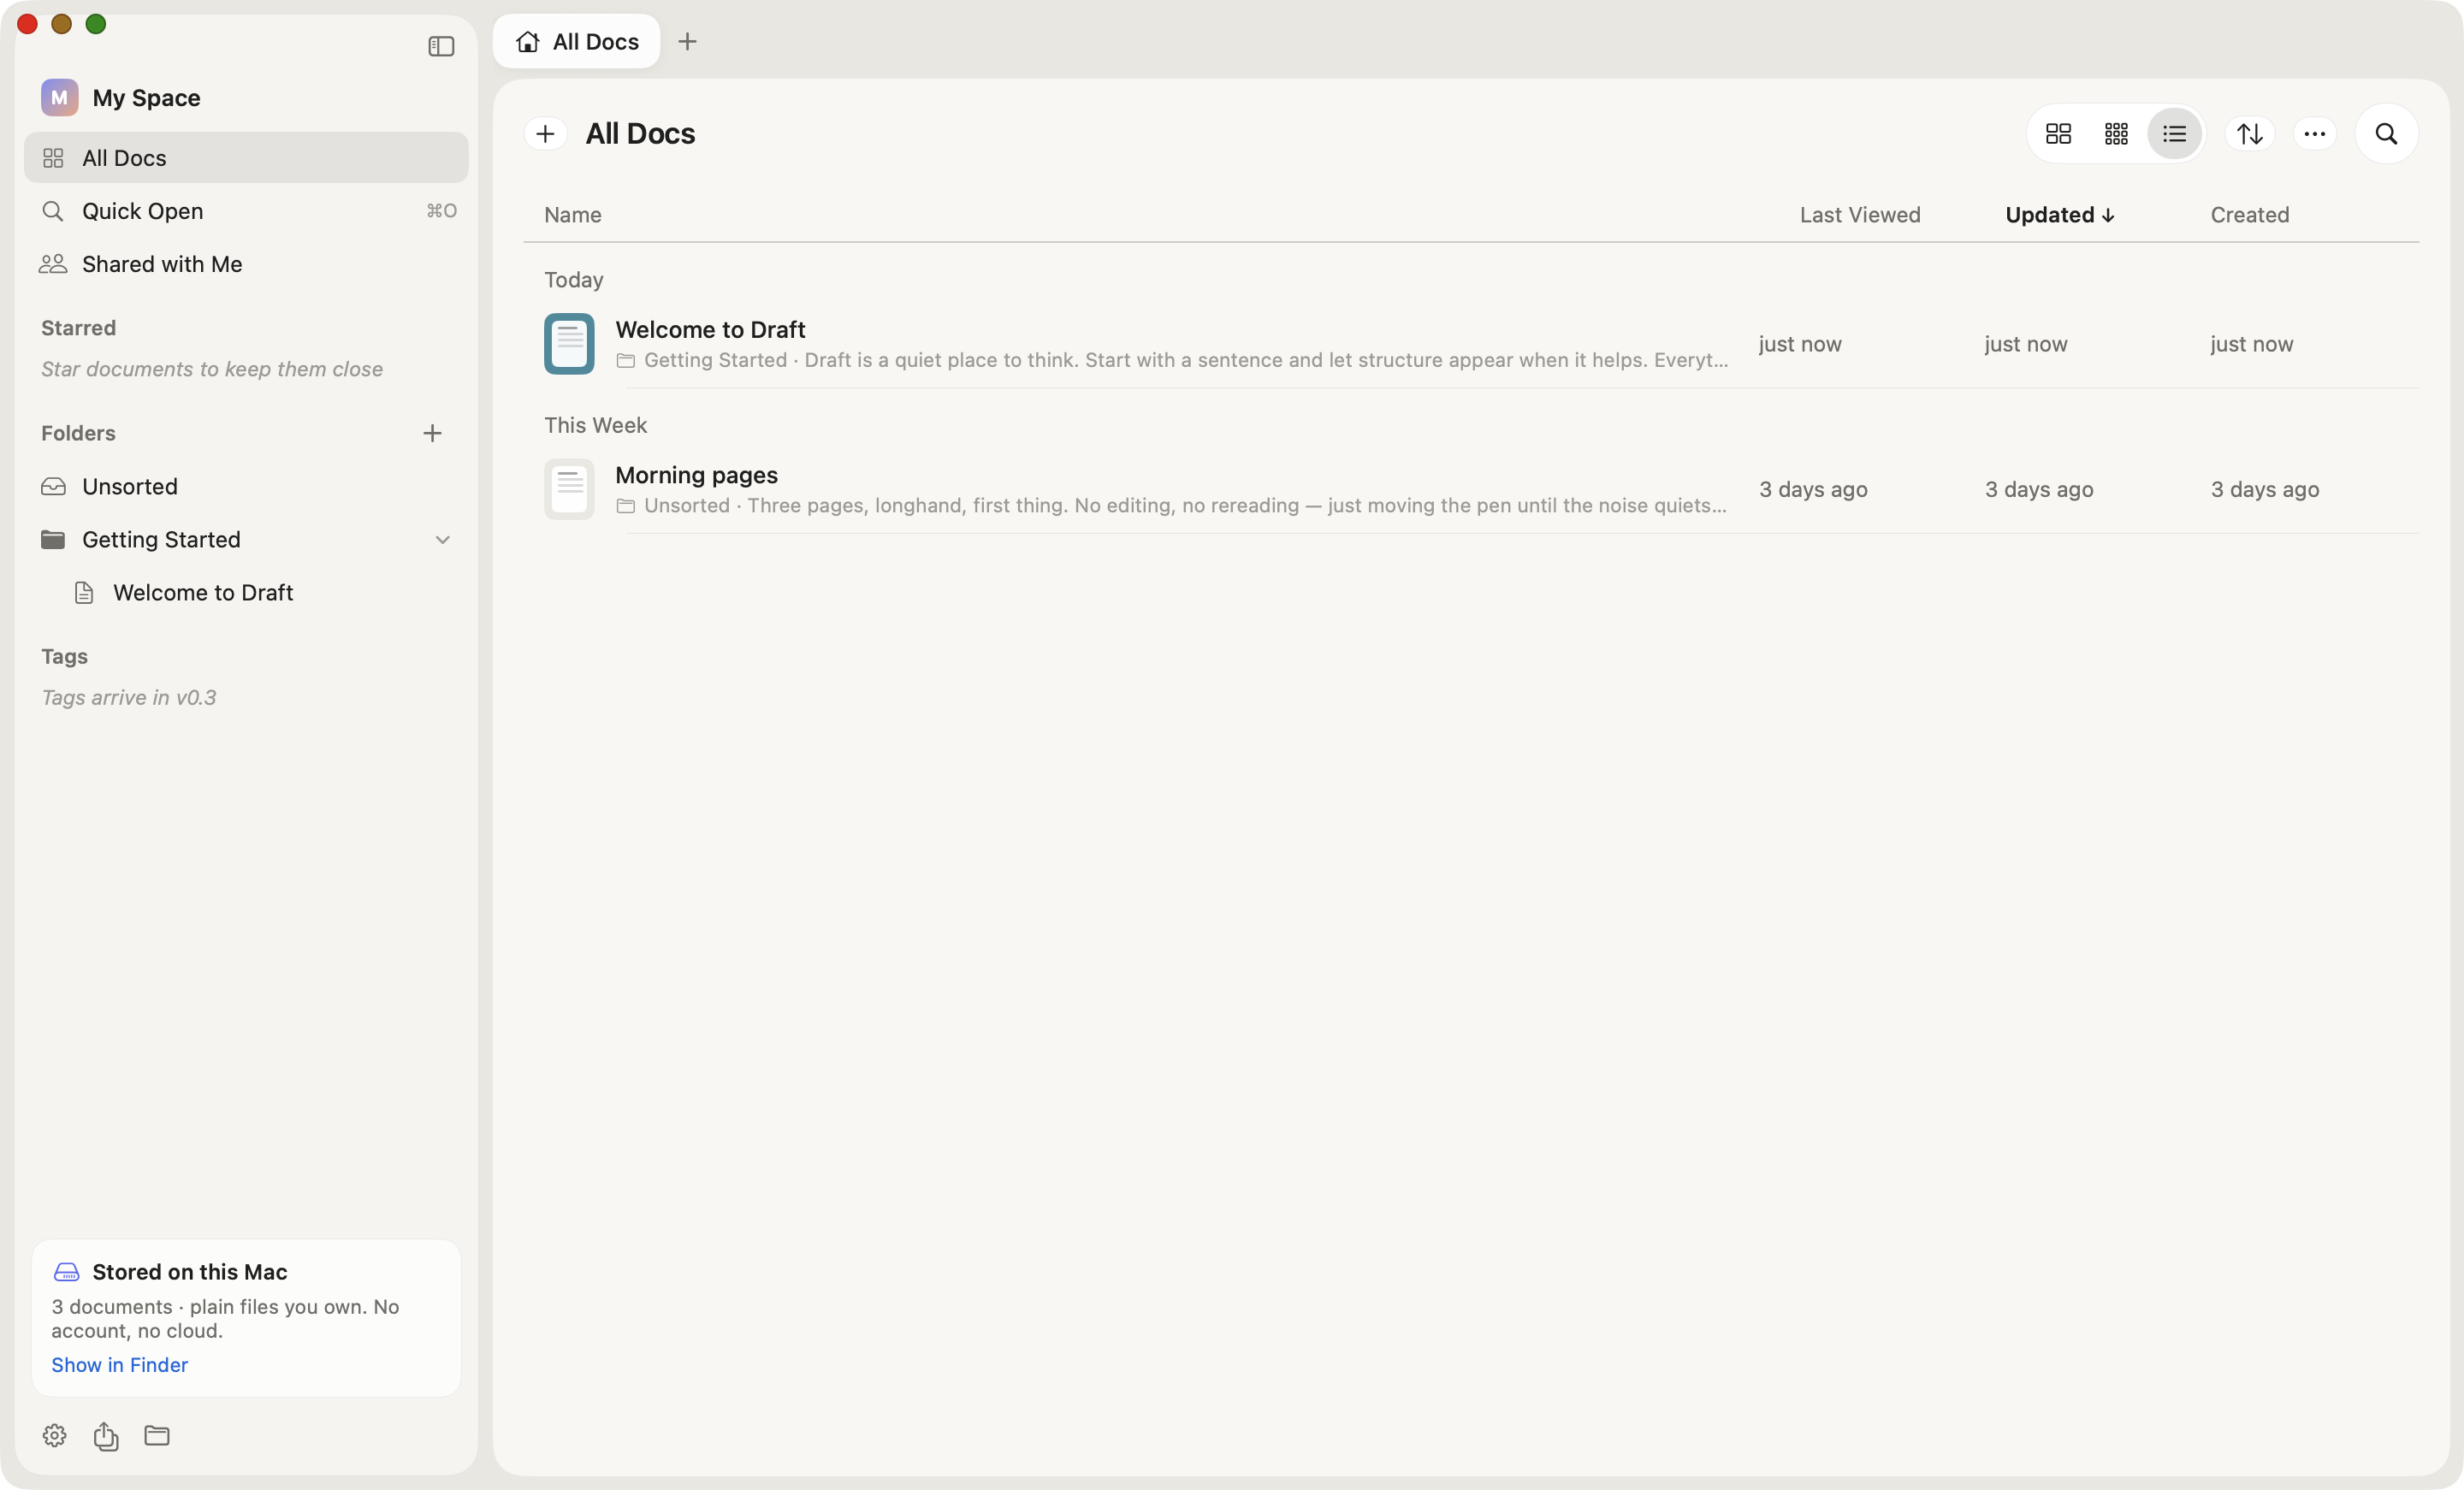 All Docs
M My Space
All Docs
Quick Open ⌘O
Shared with Me
Starred
Star documents to keep them close
Folders
Unsorted
Getting Started
Welcome to Draft
Tags
Tags arrive in v0.3
Stored on this Mac
3 documents · plain files you own. No
account, no cloud.
Show in Finder
All Docs
Name Last Viewed Updated ↓ Created
Today
Welcome to Draft
Getting Started · Draft is a quiet place to think. Start with a sentence and let structure appear when it helps. Everyt...
just now just now just now
This Week
Morning pages
Unsorted · Three pages, longhand, first thing. No editing, no rereading — just moving the pen until the noise quiets...
3 days ago 3 days ago 3 days ago